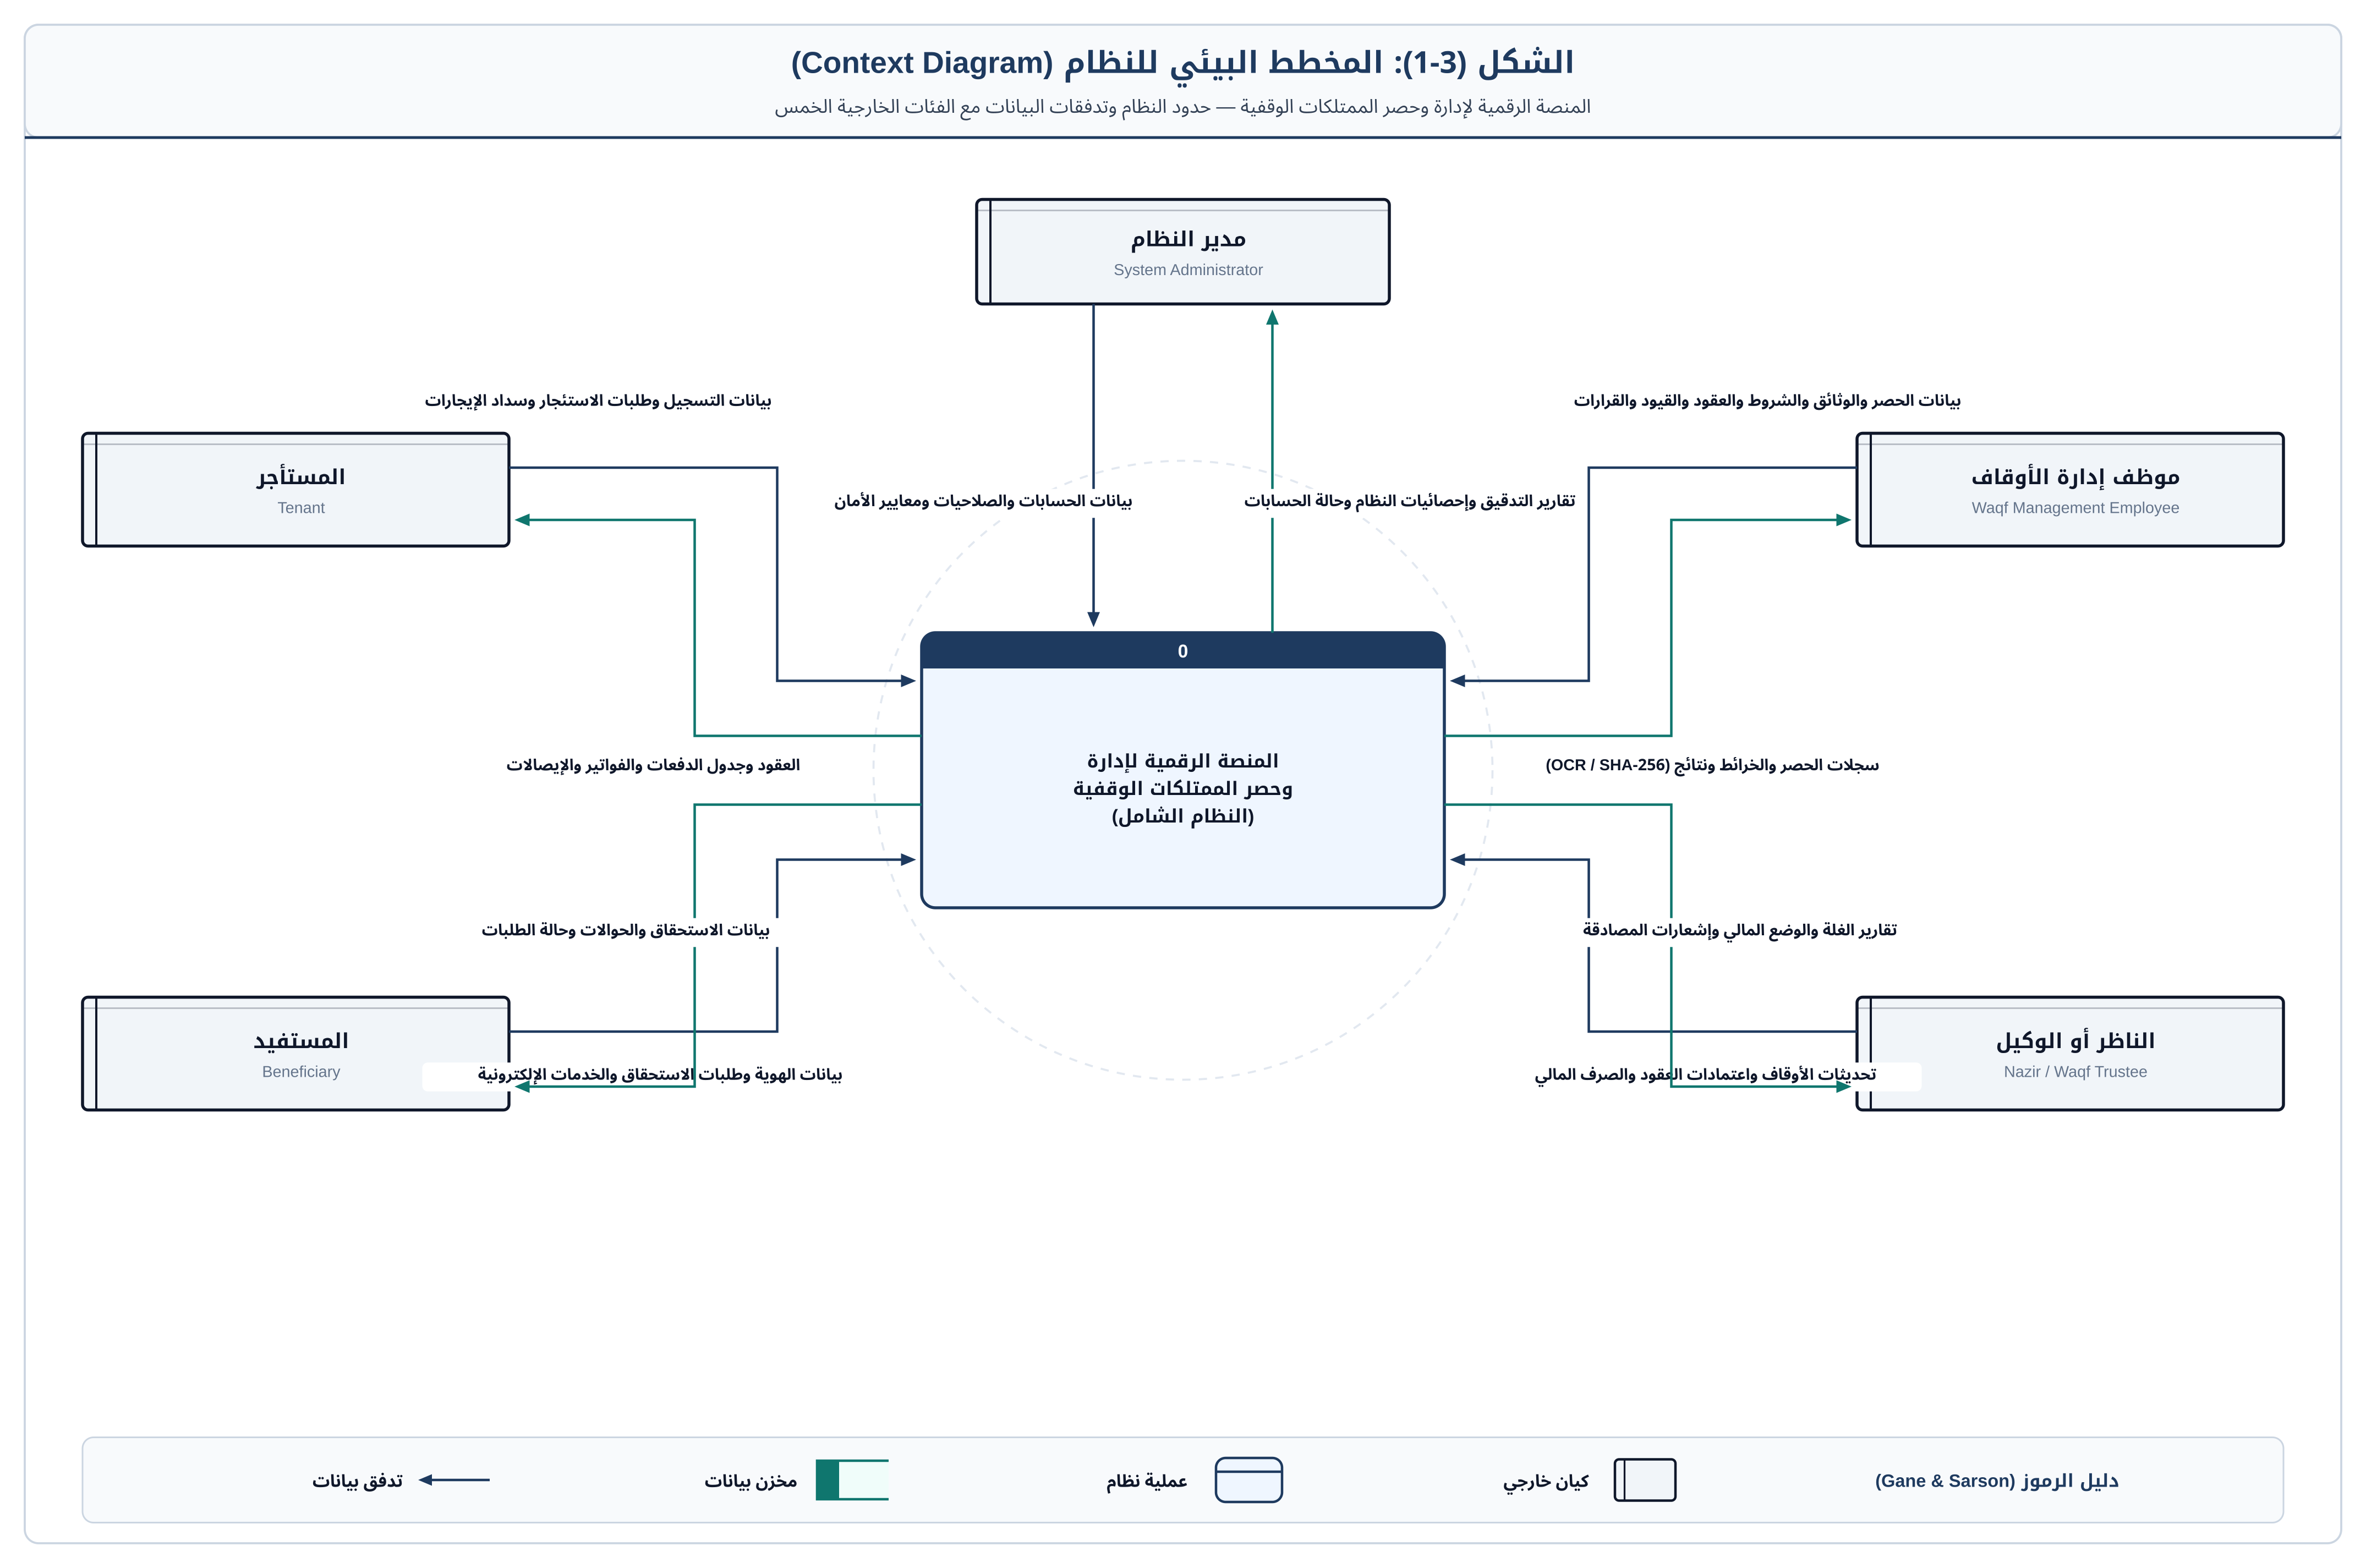 الشكل (3-1): المخطط البيئي للنظام (Context Diagram)
المنصة الرقمية لإدارة وحصر الممتلكات الوقفية — حدود النظام وتدفقات البيانات مع الفئات الخارجية الخمس
مدير النظام
System Administrator
بيانات الحصر والوثائق والشروط والعقود والقيود والقرارات
بيانات التسجيل وطلبات الاستئجار وسداد الإيجارات
موظف إدارة الأوقاف
Waqf Management Employee
المستأجر
Tenant
تقارير التدقيق وإحصائيات النظام وحالة الحسابات
بيانات الحسابات والصلاحيات ومعايير الأمان
0
المنصة الرقمية لإدارة
وحصر الممتلكات الوقفية
(النظام الشامل)
سجلات الحصر والخرائط ونتائج (OCR / SHA-256)
العقود وجدول الدفعات والفواتير والإيصالات
تقارير الغلة والوضع المالي وإشعارات المصادقة
بيانات الاستحقاق والحوالات وحالة الطلبات
الناظر أو الوكيل
Nazir / Waqf Trustee
تحديثات الأوقاف واعتمادات العقود والصرف المالي
المستفيد
Beneficiary
بيانات الهوية وطلبات الاستحقاق والخدمات الإلكترونية
دليل الرموز (Gane & Sarson)
كيان خارجي
عملية نظام
مخزن بيانات
تدفق بيانات